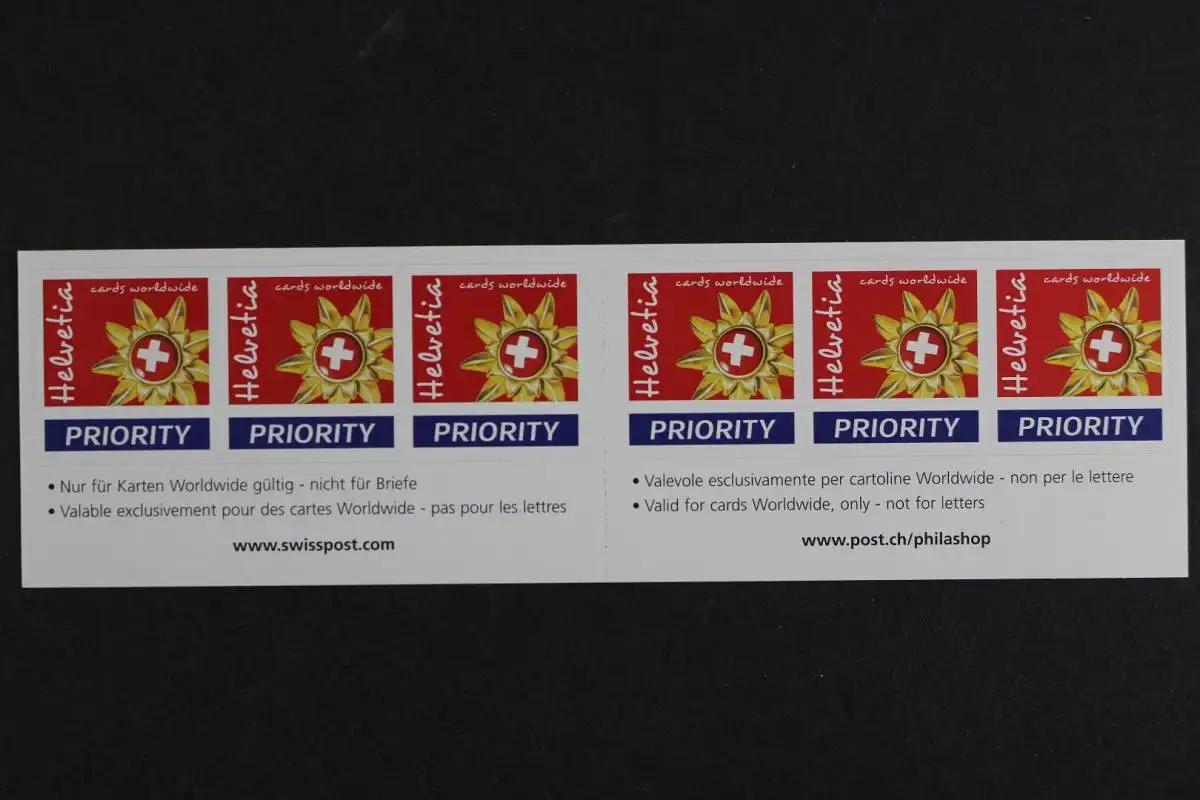 cards worldwide
Helvetia
PRIORITY
cards worldwide
Helvetia
PRIORITY
cards worldwide
Helvetia
PRIORITY
• Nur für Karten Worldwide gültig - nicht für Briefe
• Valable exclusivement pour des cartes Worldwide - pas pour les lettres
www.swisspost.com
cards worldwide
Helvetia
PRIORITY
cards worldwide
Helvetia
PRIORITY
cards worldwide
Helvetia
PRIORITY
• Valevole esclusivamente per cartoline Worldwide - non per le lettere
• Valid for cards Worldwide, only - not for letters
www.post.ch/philashop